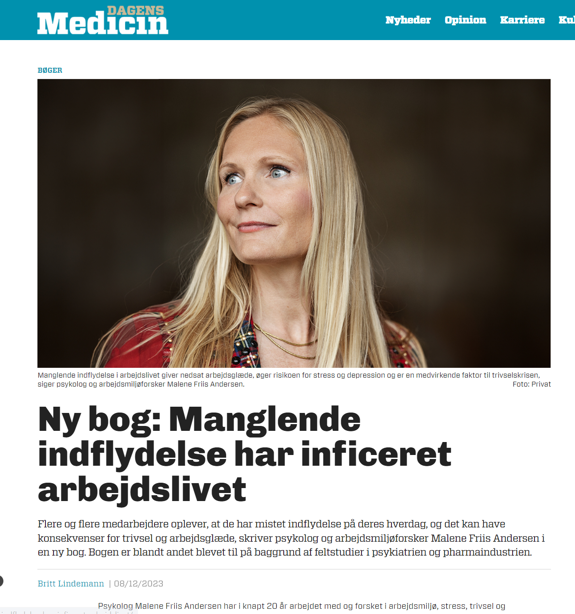 DAGENS
Medicin
Nyheder Opinion Karriere
BØGER
Manglende indflydelse i arbejdslivet giver nedsat arbejdsglæde, øger risikoen for stress og depression og er en medvirkende faktor til trivselskrisen,
siger psykolog og arbejdsmiljøforsker Malene Friis Andersen. Foto: Privat
Ny bog: Manglende
indflydelse har inficeret
arbejdslivet
Flere og flere medarbejdere oplever, at de har mistet indflydelse på deres hverdag, og det kan have
konsekvenser for trivsel og arbejdsglæde, skriver psykolog og arbejdsmiljøforsker Malene Friis Andersen i
en ny bog. Bogen er blandt andet blevet til på baggrund af feltstudier i psykiatrien og pharmaindustrien.
Britt Lindemann | 08/12/2023
Psykolog Malene Friis Andersen har i knapt 20 år arbejdet med og forsket i arbejdsmiljø, stress, trivsel og